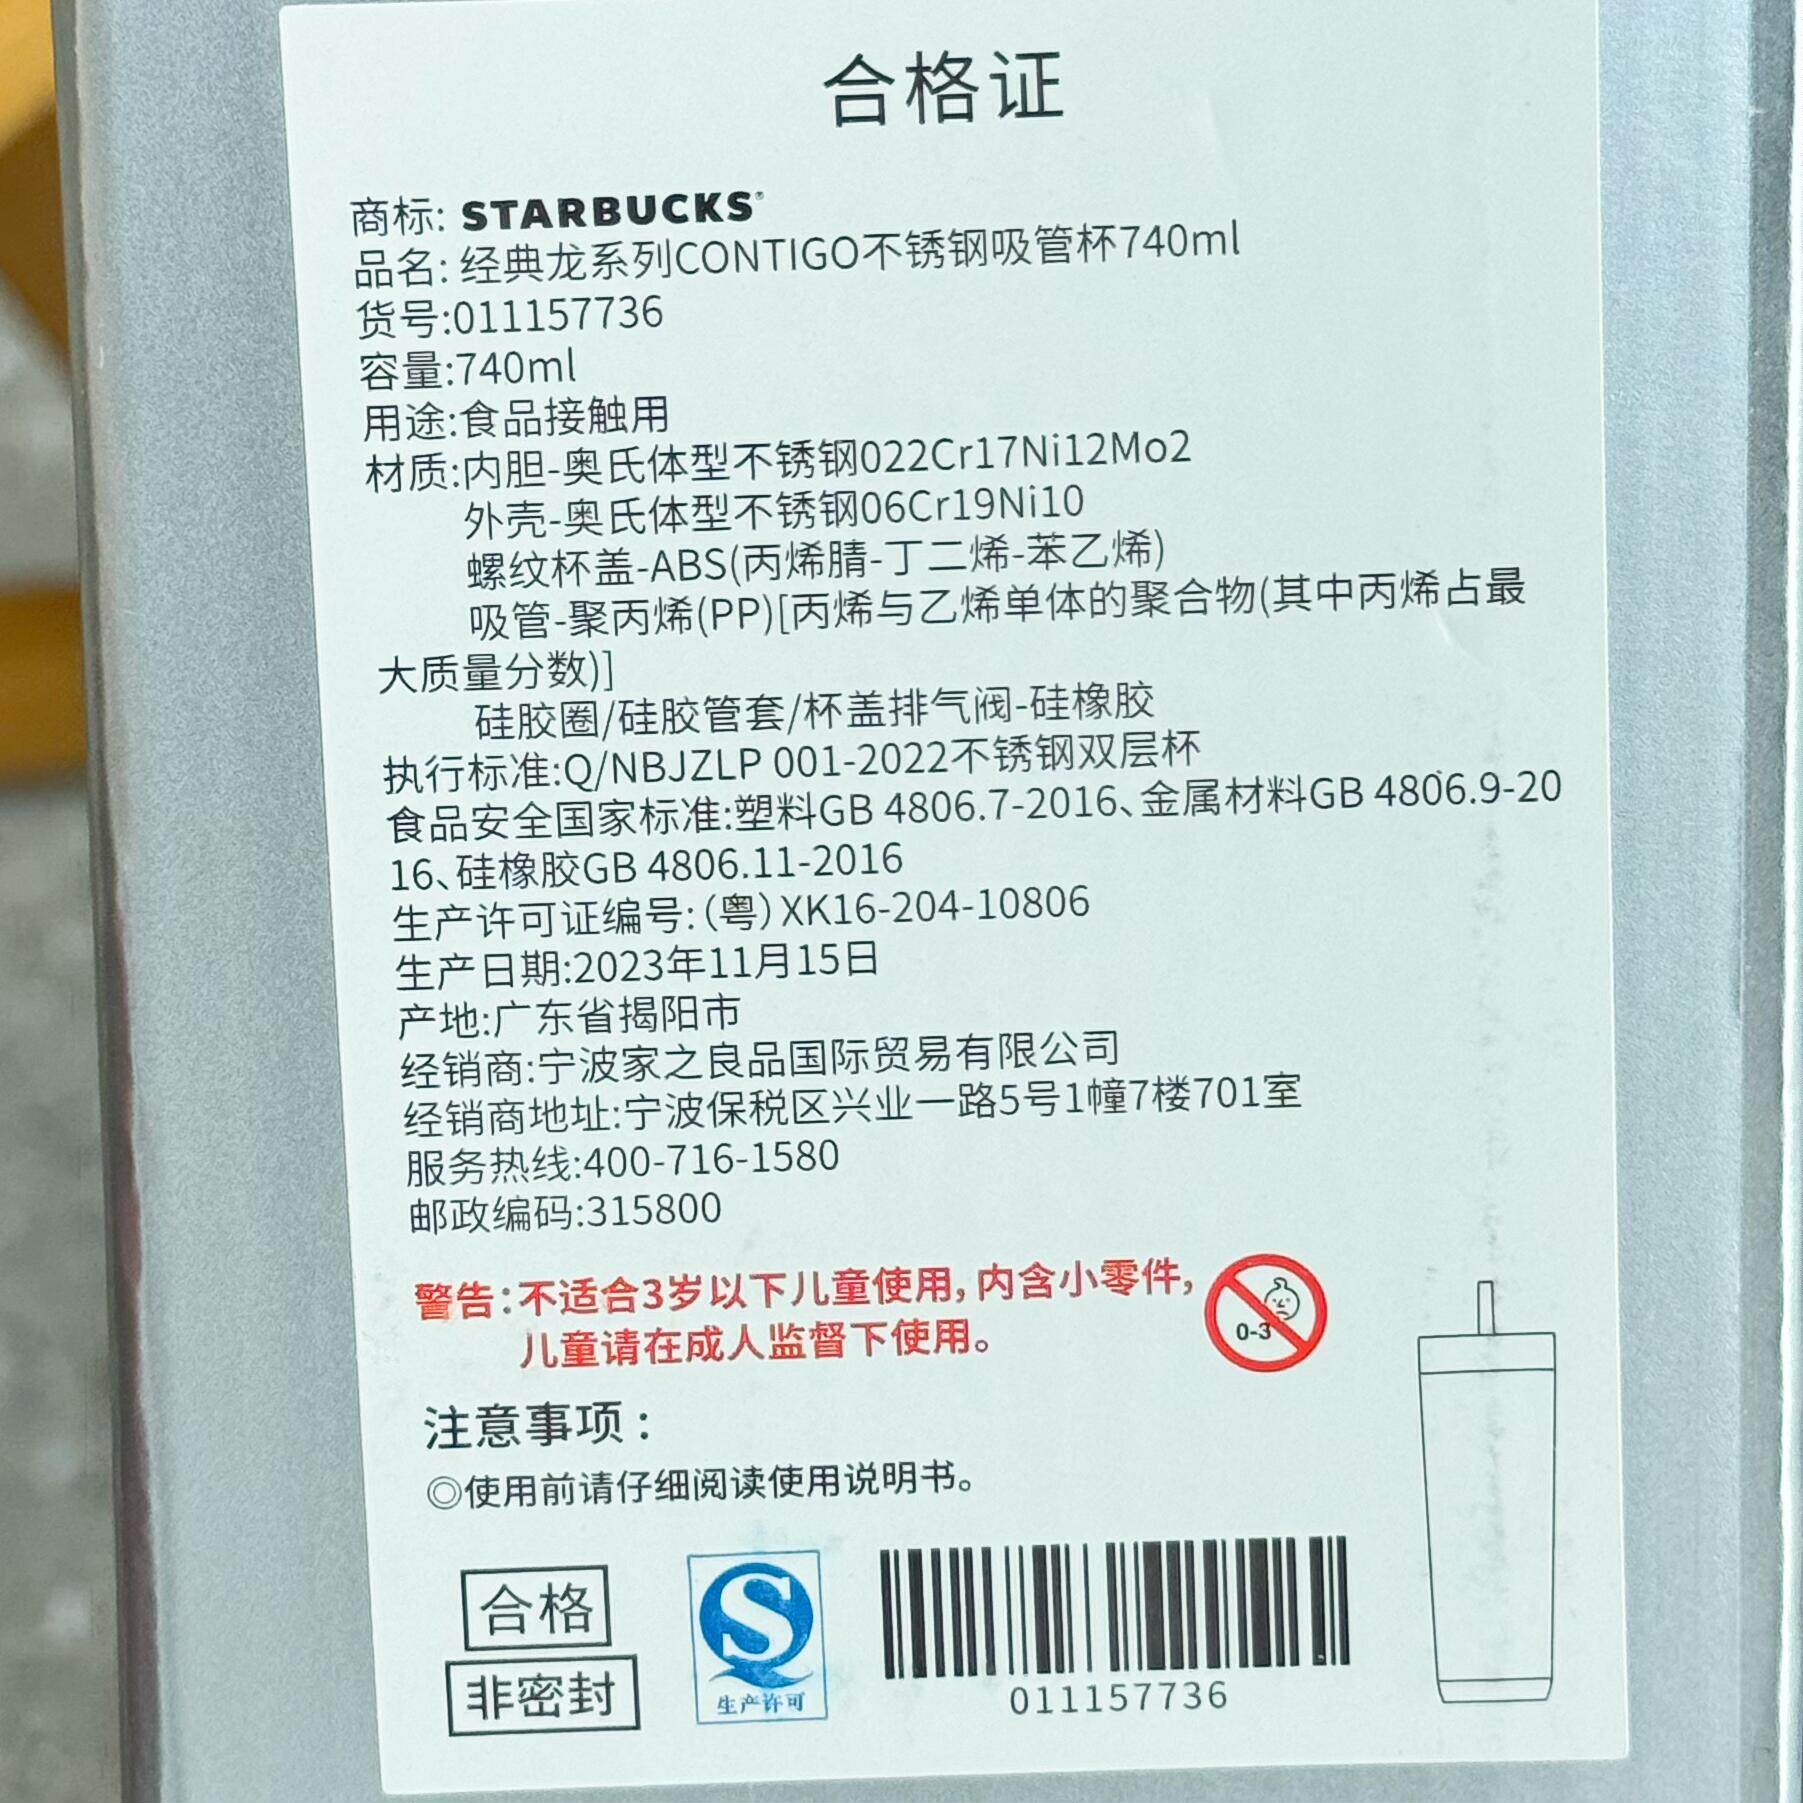 合格证
商标: STARBUCKS®
品名: 经典龙系列CONTIGO不锈钢吸管杯740ml
货号:011157736
容量:740ml
用途:食品接触用
材质:内胆-奥氏体型不锈钢022Cr17Ni12Mo2
外壳-奥氏体型不锈钢06Cr19Ni10
螺纹杯盖-ABS(丙烯腈-丁二烯-苯乙烯)
吸管-聚丙烯(PP)[丙烯与乙烯单体的聚合物(其中丙烯占最
大质量分数)]
硅胶圈/硅胶管套/杯盖排气阀-硅橡胶
执行标准:Q/NBJZLP 001-2022不锈钢双层杯
食品安全国家标准:塑料GB 4806.7-2016、金属材料GB 4806.9-20
16、硅橡胶GB 4806.11-2016
生产许可证编号:(粤)XK16-204-10806
生产日期:2023年11月15日
产地:广东省揭阳市
经销商:宁波家之良品国际贸易有限公司
经销商地址:宁波保税区兴业一路5号1幢7楼701室
服务热线:400-716-1580
邮政编码:315800
警告:不适合3岁以下儿童使用,内含小零件,
儿童请在成人监督下使用。
0-3
注意事项:
◎使用前请仔细阅读使用说明书。
合格
非密封
生产许可
011157736